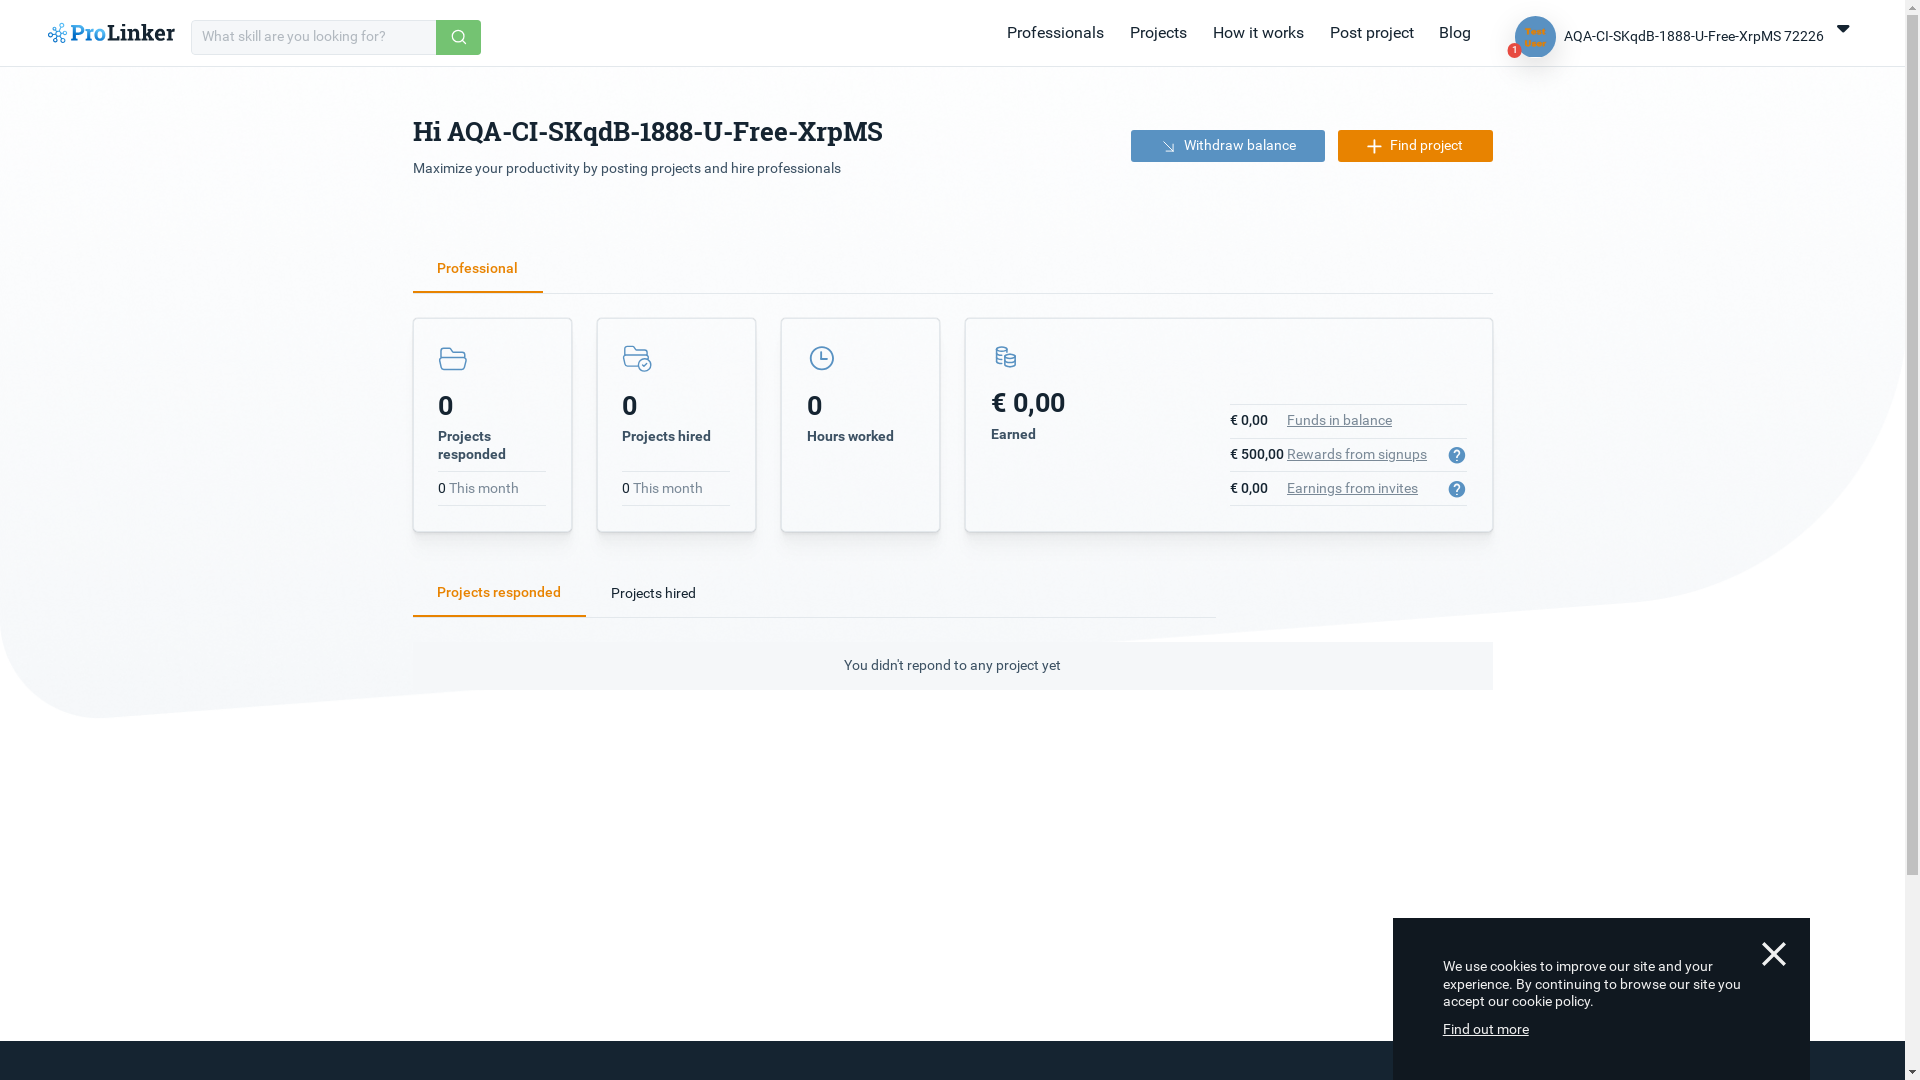 ProLinker
What skill are you looking for?
Professionals
Projects
How it works
Post project
Blog
Test
User
1
AQA-CI-SKqdB-1888-U-Free-XrpMS 72226
Hi AQA-CI-SKqdB-1888-U-Free-XrpMS
Maximize your productivity by posting projects and hire professionals
Withdraw balance
Find project
Professional
0
Projects
responded
0 This month
0
Projects hired
0 This month
0
Hours worked
€ 0,00
Earned
€ 0,00 Funds in balance
€ 500,00 Rewards from signups ?
€ 0,00 Earnings from invites ?
Projects responded
Projects hired
You didn't repond to any project yet
We use cookies to improve our site and your
experience. By continuing to browse our site you
accept our cookie policy.
Find out more